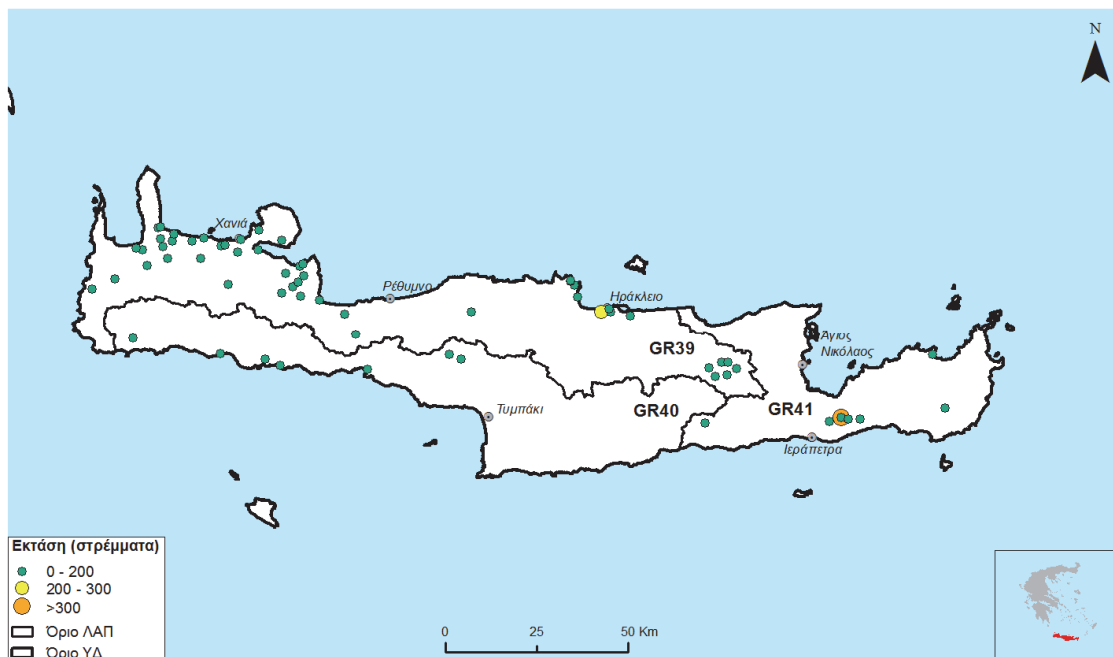 N
Χανιά
Ρέθυμνο
Ηράκλειο
Άγιος
Νικόλαος
GR39
GR40
GR41
Τυμπάκι
Ιεράπετρα
Εκτάση (στρέμματα)
0 - 200
200 - 300
>300
Όριο ΛΑΠ
Όριο ΥΔ
0 25 50 Km